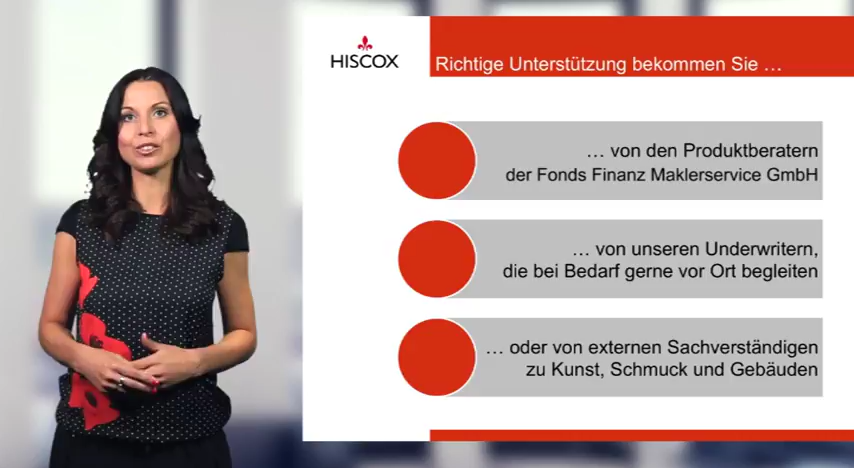 HISCOX
Richtige Unterstützung bekommen Sie …
… von den Produktberatern
der Fonds Finanz Maklerservice GmbH
… von unseren Underwritern,
die bei Bedarf gerne vor Ort begleiten
… oder von externen Sachverständigen
zu Kunst, Schmuck und Gebäuden